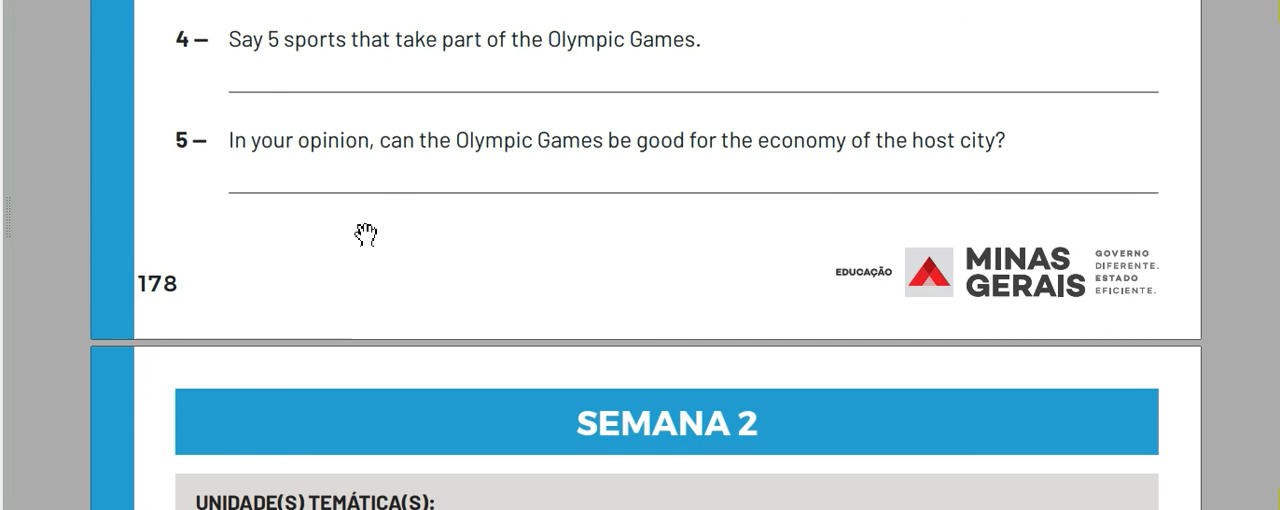 4 – Say 5 sports that take part of the Olympic Games.
5 – In your opinion, can the Olympic Games be good for the economy of the host city?
178
EDUCAÇÃO
MINAS
GERAIS
GOVERNO
DIFERENTE.
ESTADO
EFICIENTE.
SEMANA 2
UNIDADE(S) TEMÁTICA(S):